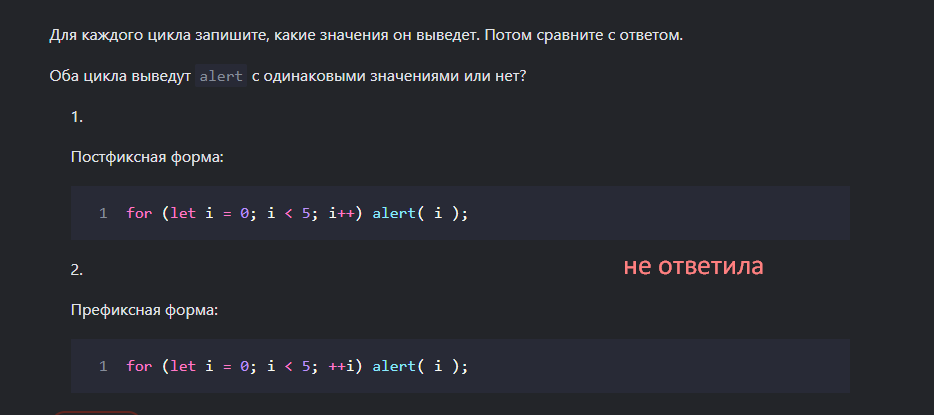 Для каждого цикла запишите, какие значения он выведет. Потом сравните с ответом.
Оба цикла выведут alert с одинаковыми значениями или нет?
1.
Постфиксная форма:
1 for (let i = 0; i < 5; i++) alert( i );
2.
не ответила
Префиксная форма:
1 for (let i = 0; i < 5; ++i) alert( i );